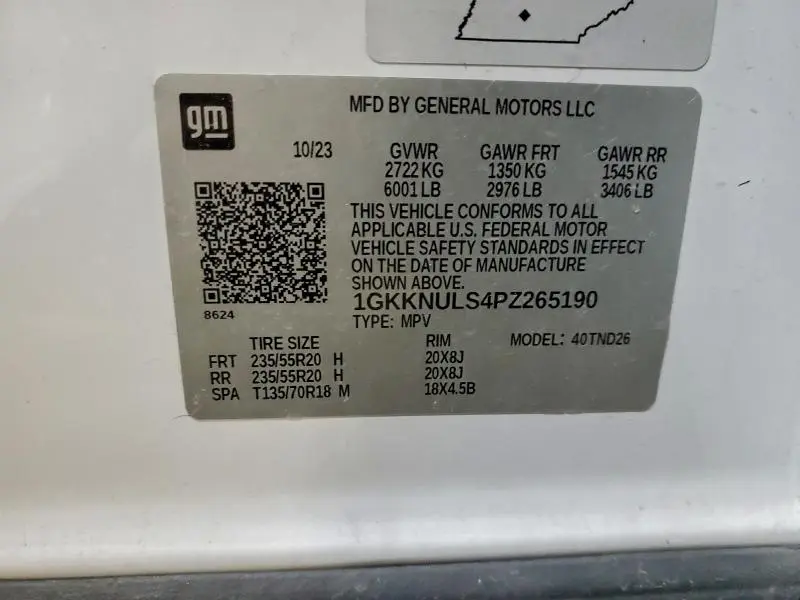 gm
MFD BY GENERAL MOTORS LLC
10/23 GVWR GAWR FRT GAWR RR
2722 KG 1350 KG 1545 KG
6001 LB 2976 LB 3406 LB
THIS VEHICLE CONFORMS TO ALL
APPLICABLE U.S. FEDERAL MOTOR
VEHICLE SAFETY STANDARDS IN EFFECT
ON THE DATE OF MANUFACTURE
SHOWN ABOVE.
1GKKNULS4PZ265190
8624
TYPE: MPV
TIRE SIZE RIM MODEL: 40TND26
FRT 235/55R20 H 20X8J
RR 235/55R20 H 20X8J
SPA T135/70R18 M 18X4.5B